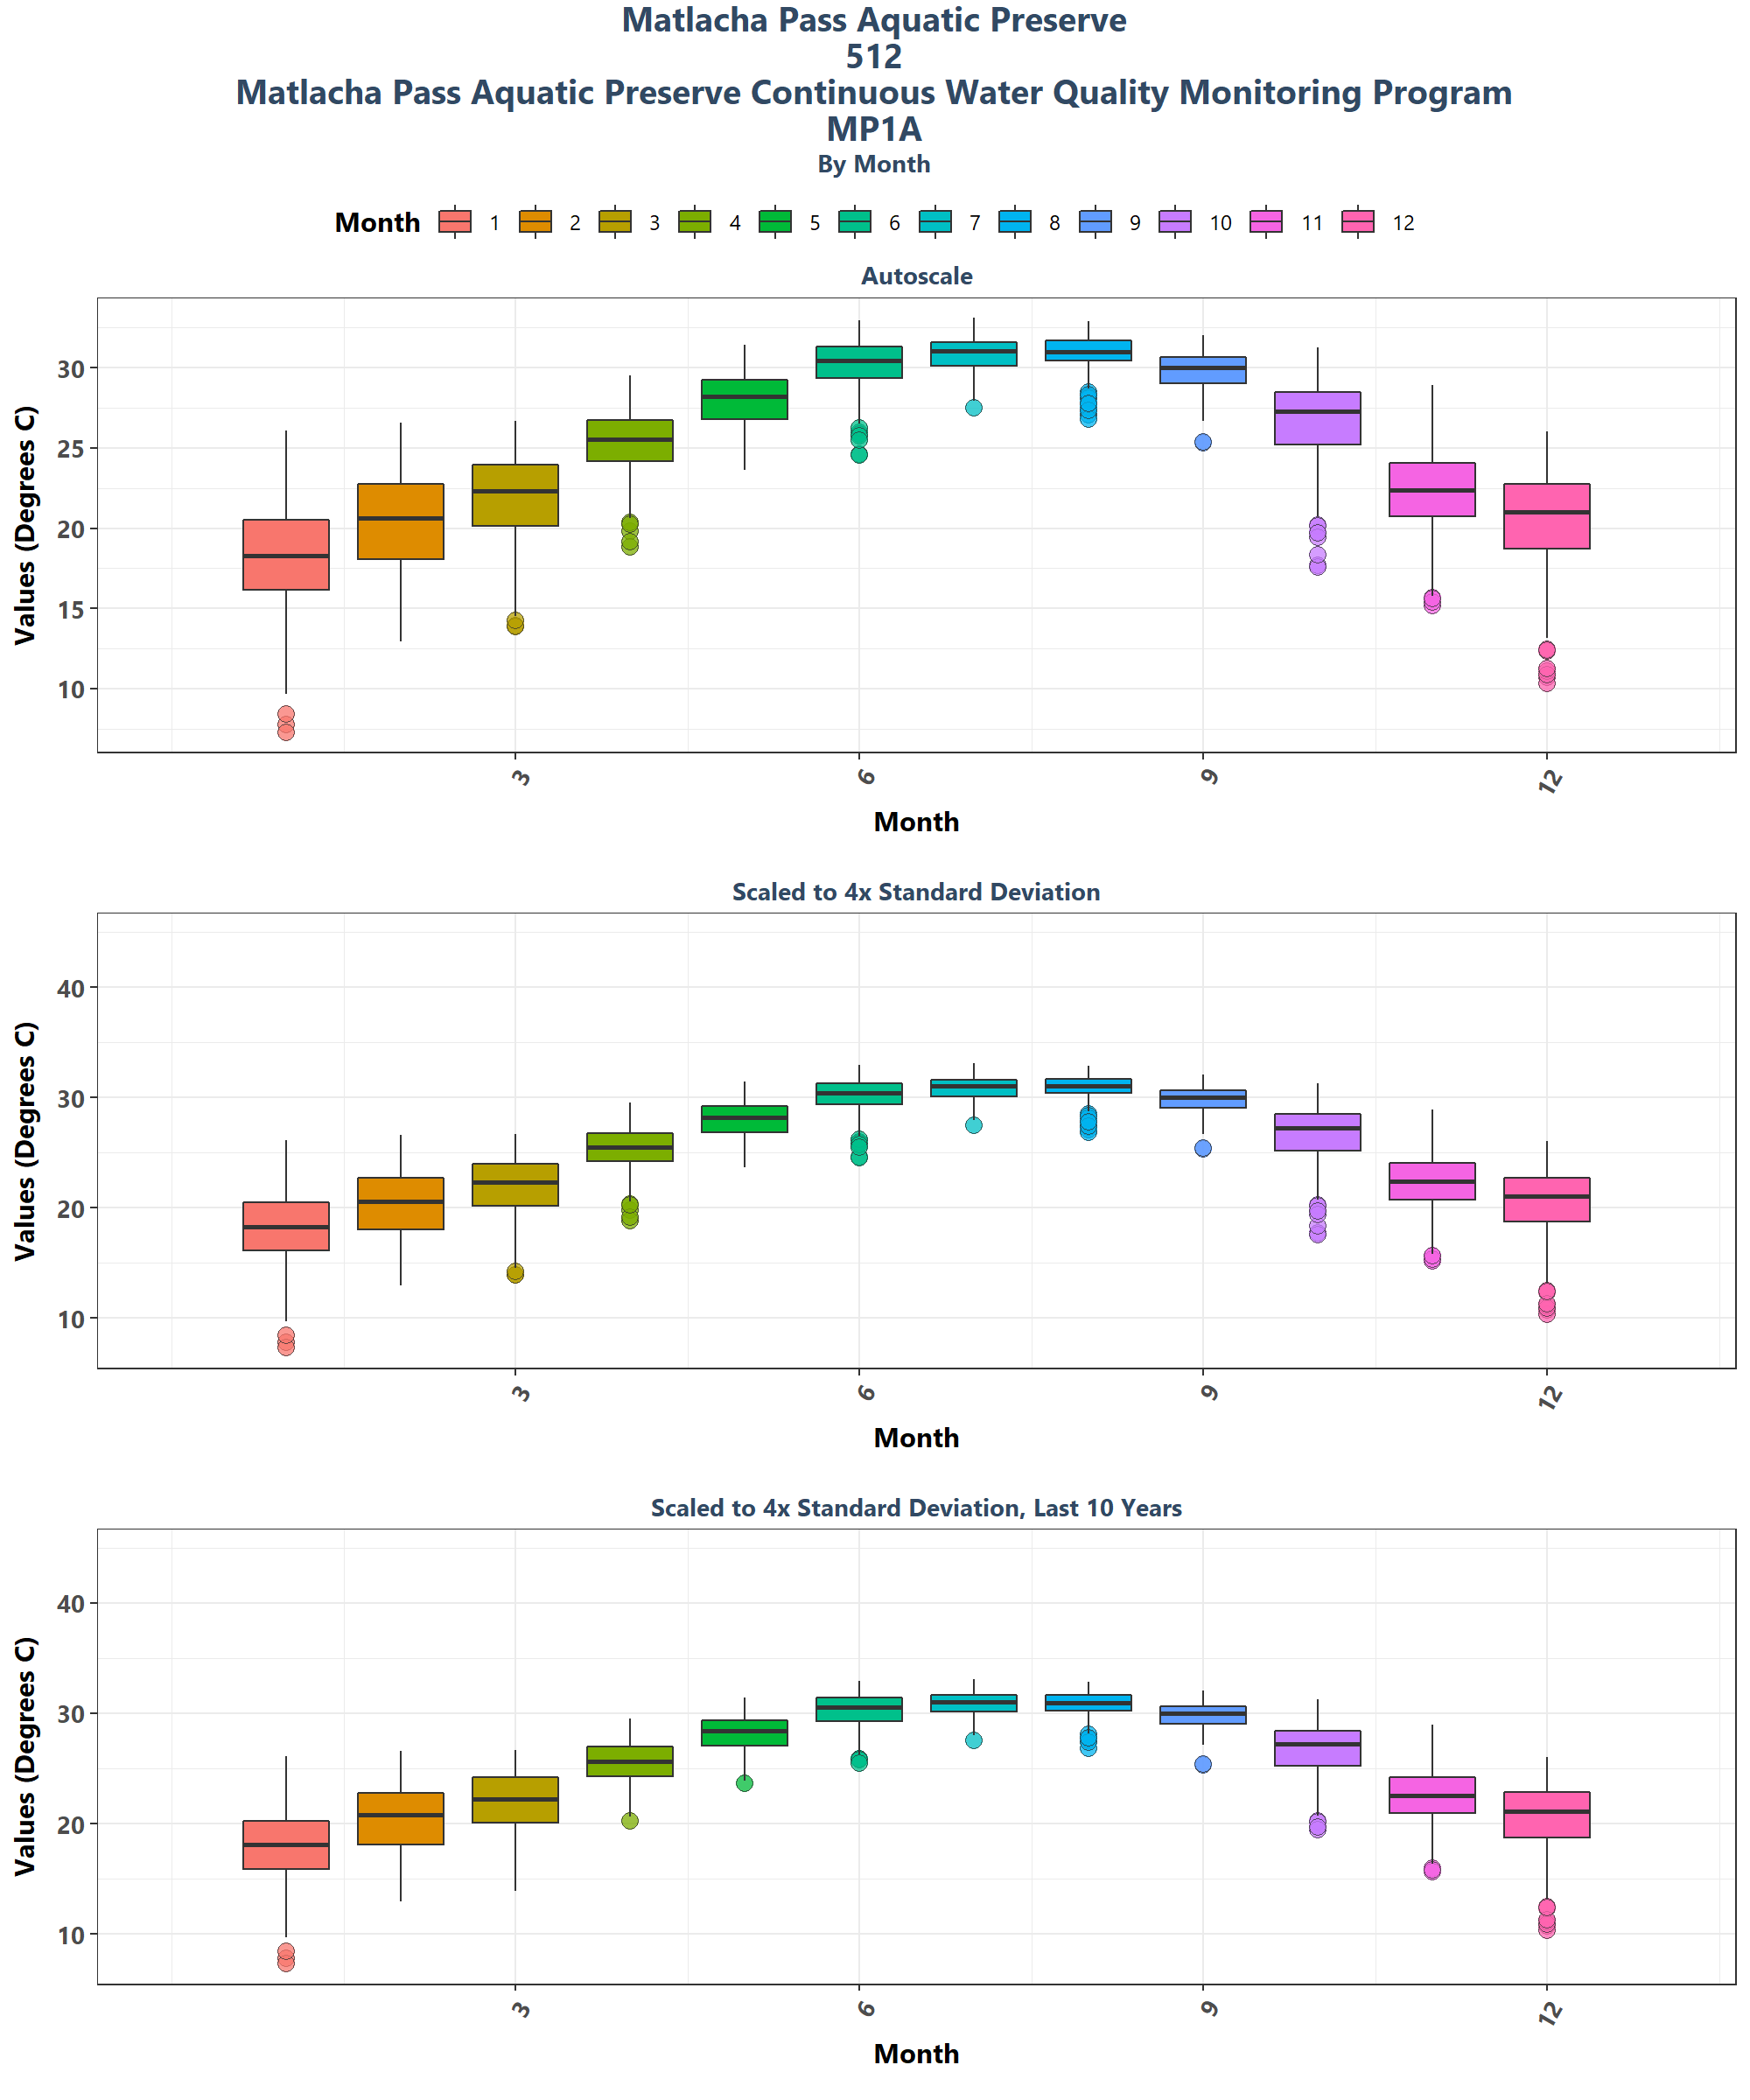 Matlacha Pass Aquatic Preserve
512
Matlacha Pass Aquatic Preserve Continuous Water Quality Monitoring Program
MP1A
By Month
Month 1 2 3 4 5 6 7 8 9 10 11 12
Autoscale
Values (Degrees C)
30
25
20
15
10
3 6 9 12
Month
Scaled to 4x Standard Deviation
Values (Degrees C)
40
30
20
10
3 6 9 12
Month
Scaled to 4x Standard Deviation, Last 10 Years
Values (Degrees C)
40
30
20
10
3 6 9 12
Month